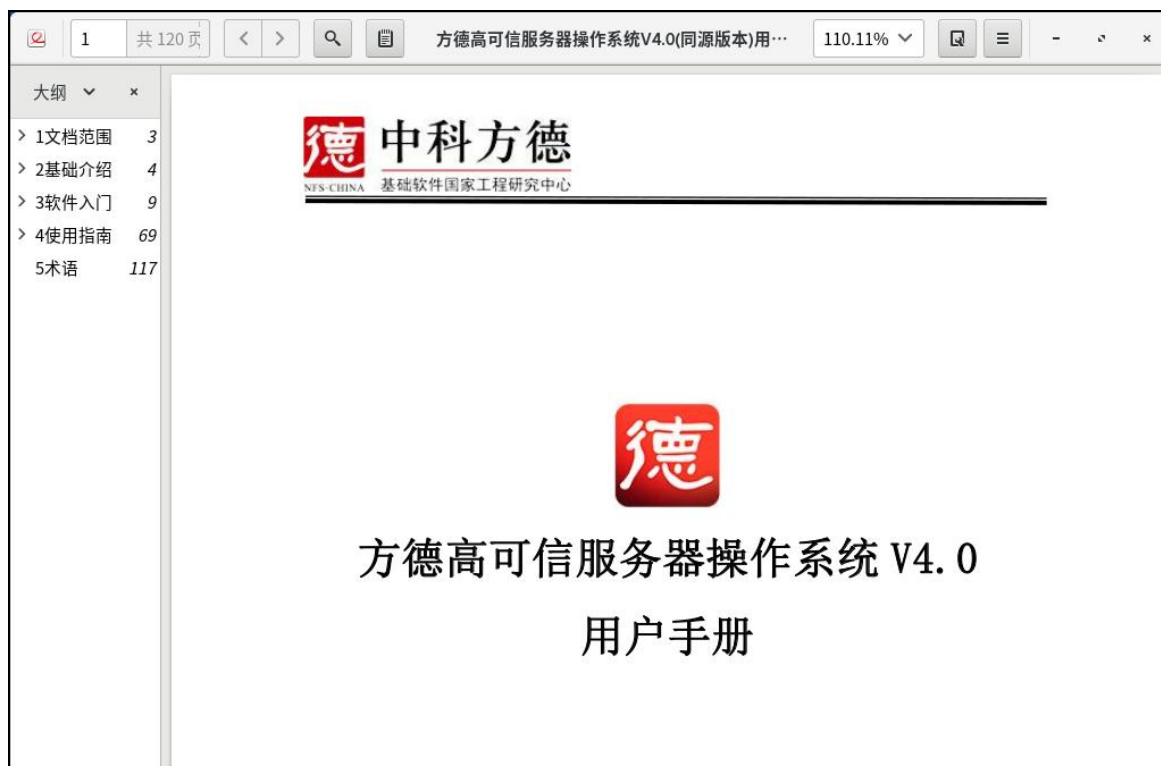 1 共 120 页 方德高可信服务器操作系统V4.0(同源版本)用… 110.11%
大纲
1文档范围 3
2基础介绍 4
3软件入门 9
4使用指南 69
5术语 117
德 中科方德
NFS-CHINA 基础软件国家工程研究中心
德
方德高可信服务器操作系统 V4.0
用户手册